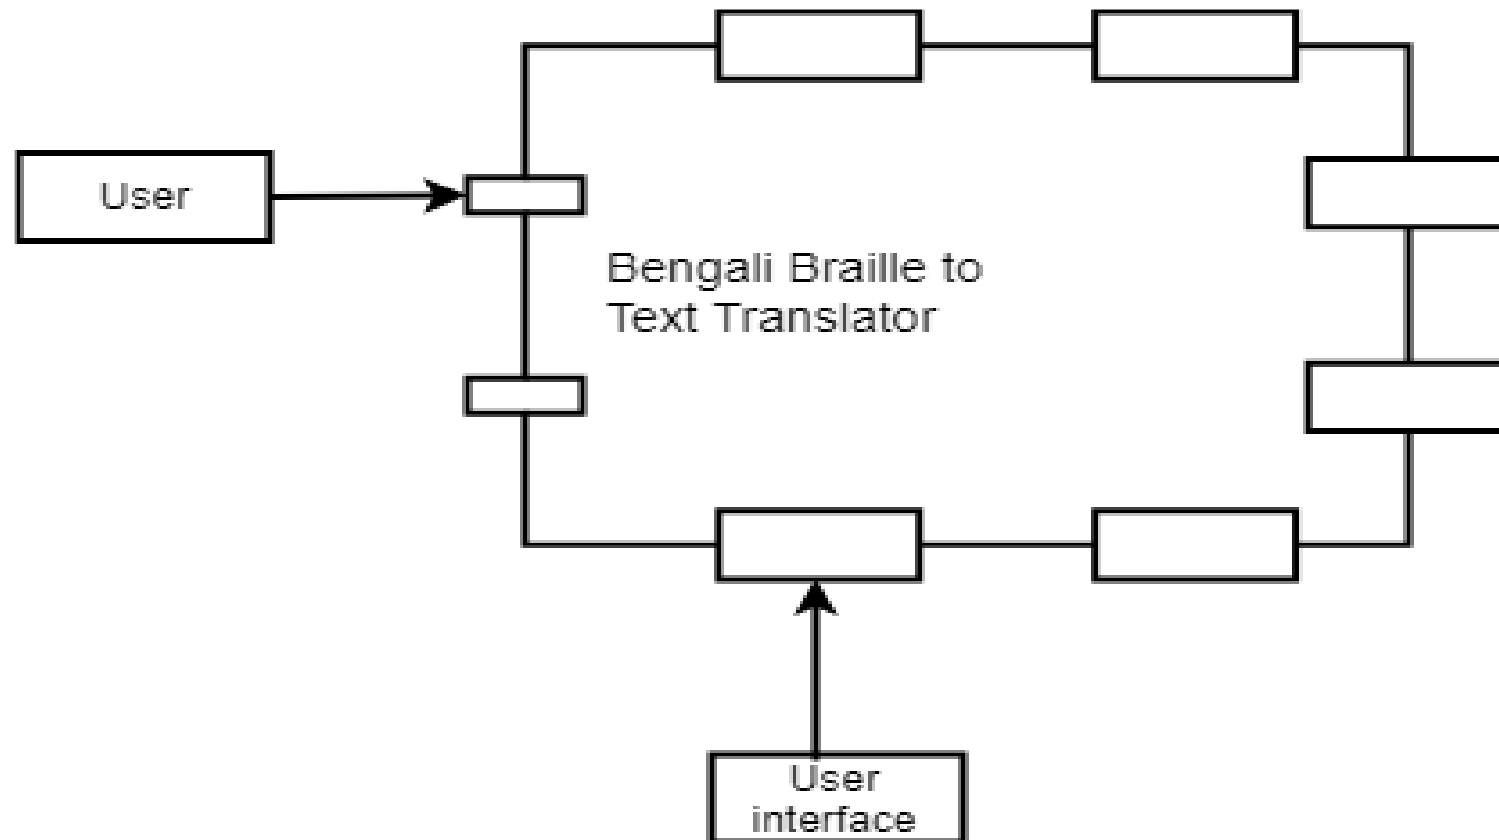 User
Bengali Braille to
Text Translator
User
interface